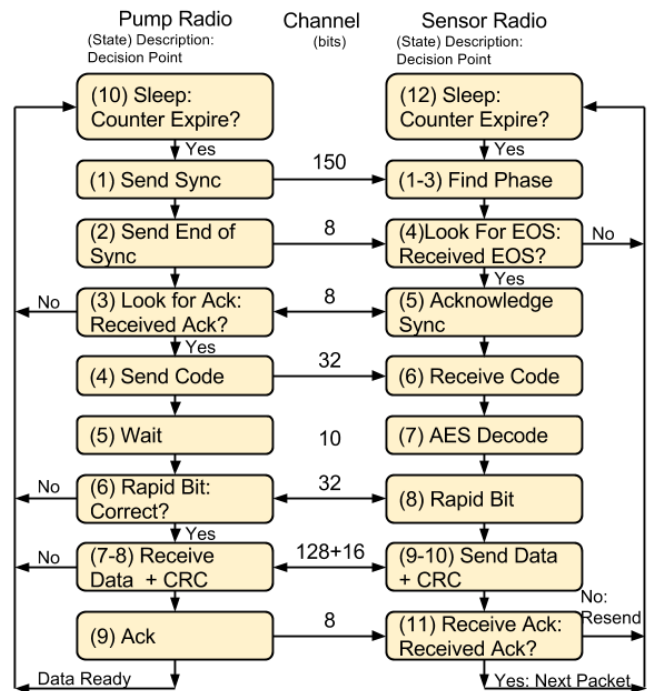 Pump Radio Channel Sensor Radio
(State) Description: (bits) (State) Description:
Decision Point Decision Point
(10) Sleep: (12) Sleep:
Counter Expire? Counter Expire?
Yes Yes
(1) Send Sync 150 (1-3) Find Phase
(2) Send End of 8 (4)Look For EOS: No
Sync Received EOS?
Yes
No (3) Look for Ack: 8 (5) Acknowledge
Received Ack? Sync
Yes
(4) Send Code 32 (6) Receive Code
(5) Wait 10 (7) AES Decode
No (6) Rapid Bit: 32 (8) Rapid Bit
Correct?
Yes
No (7-8) Receive 128+16 (9-10) Send Data
Data + CRC + CRC
No:
Resend
(9) Ack 8 (11) Receive Ack:
Received Ack?
Data Ready Yes: Next Packet